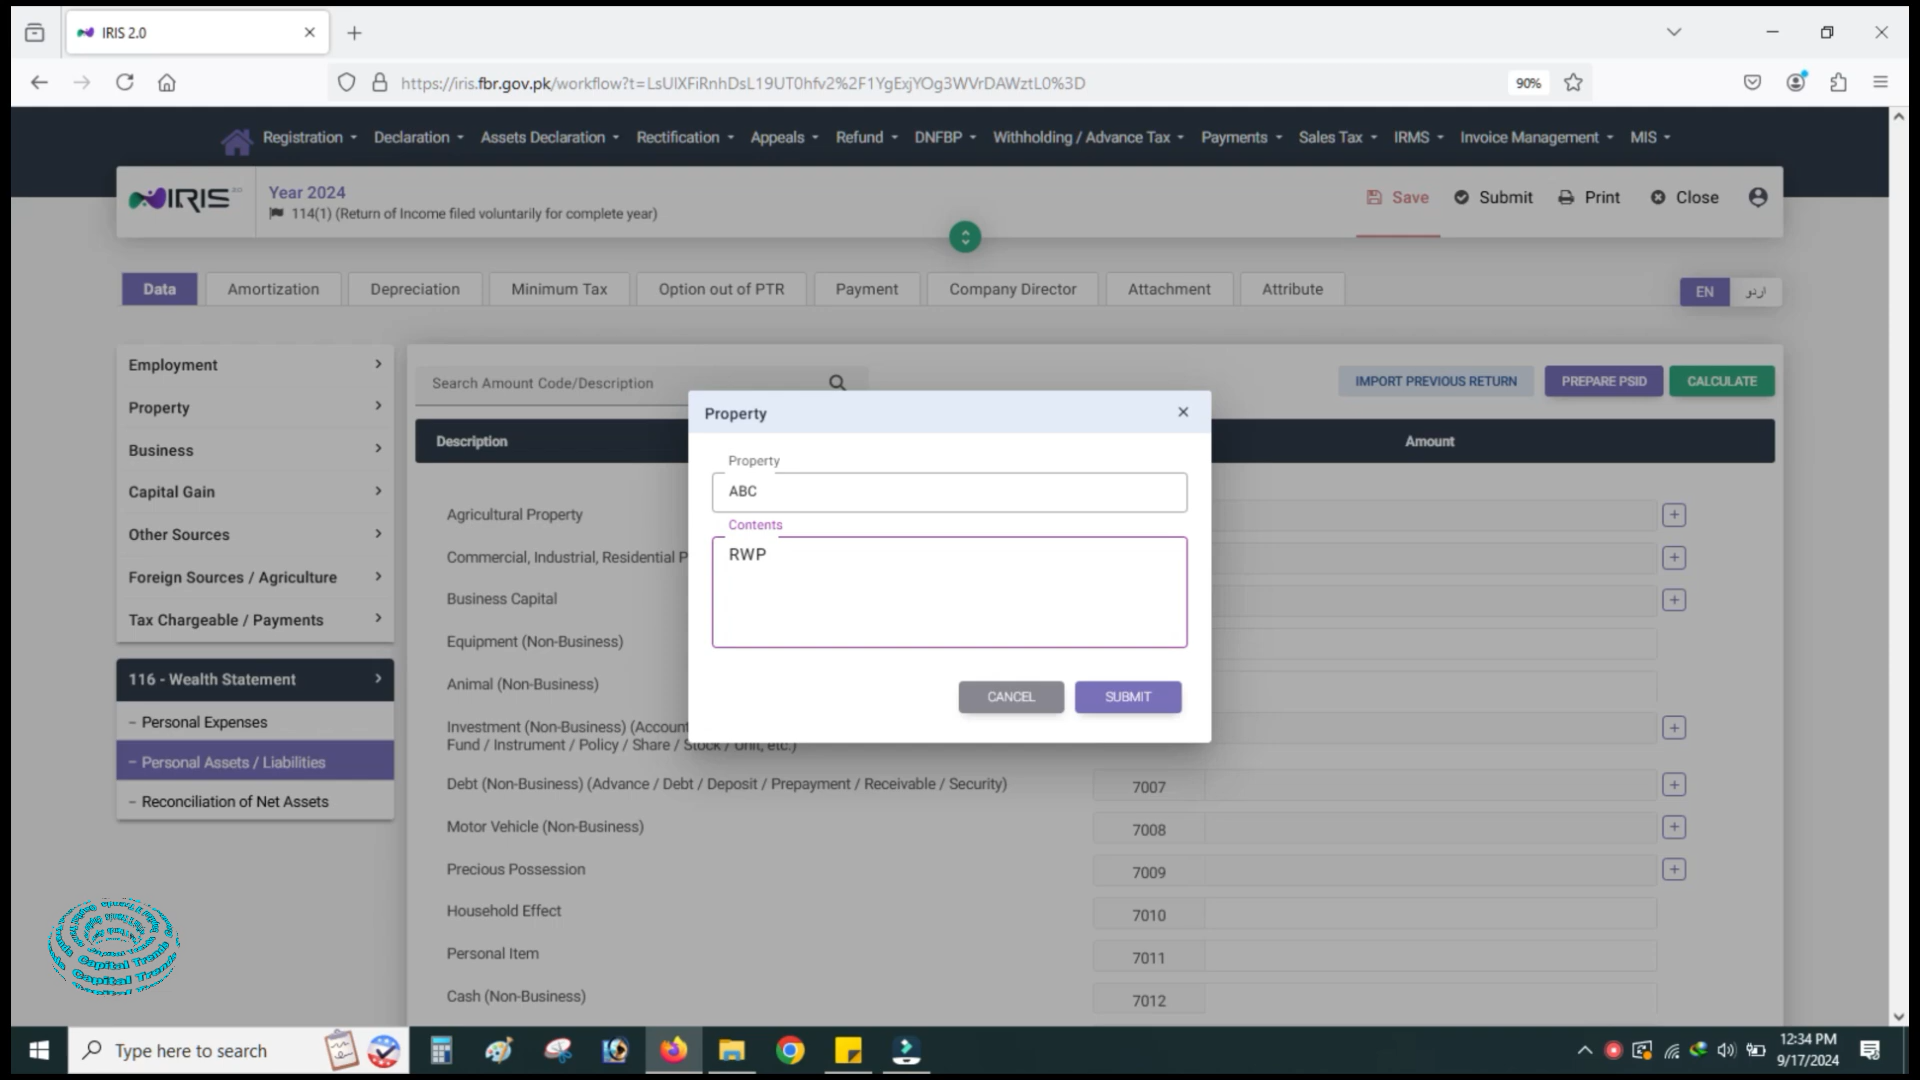 IRIS 2.0
https://iris.fbr.gov.pk/workflow?t=LsUlXFiRnhDsL19UT0hfv2%2F1YgExjYOg3WVrDAWztL0%3D
90%
Registration Declaration Assets Declaration Rectification Appeals Refund DNFBP Withholding / Advance Tax Payments Sales Tax IRMS Invoice Management MIS
IRIS 2.0
Year 2024
114(1) (Return of Income filed voluntarily for complete year)
Save Submit Print Close
Data Amortization Depreciation Minimum Tax Option out of PTR Payment Company Director Attachment Attribute
EN اردو
Employment
Property
Business
Capital Gain
Other Sources
Foreign Sources / Agriculture
Tax Chargeable / Payments
116 - Wealth Statement
– Personal Expenses
– Personal Assets / Liabilities
– Reconciliation of Net Assets
Search Amount Code/Description
IMPORT PREVIOUS RETURN PREPARE PSID CALCULATE
Description Amount
Agricultural Property
Commercial, Industrial, Residential P
Business Capital
Equipment (Non-Business)
Animal (Non-Business)
Investment (Non-Business) (Account
Fund / Instrument / Policy / Share / Stock / Unit, etc.)
Debt (Non-Business) (Advance / Debt / Deposit / Prepayment / Receivable / Security) 7007
Motor Vehicle (Non-Business) 7008
Precious Possession 7009
Household Effect 7010
Personal Item 7011
Cash (Non-Business) 7012
Property
Property
ABC
Contents
RWP
CANCEL SUBMIT
Capital Trends
Capital Trends
Type here to search
12:34 PM
9/17/2024